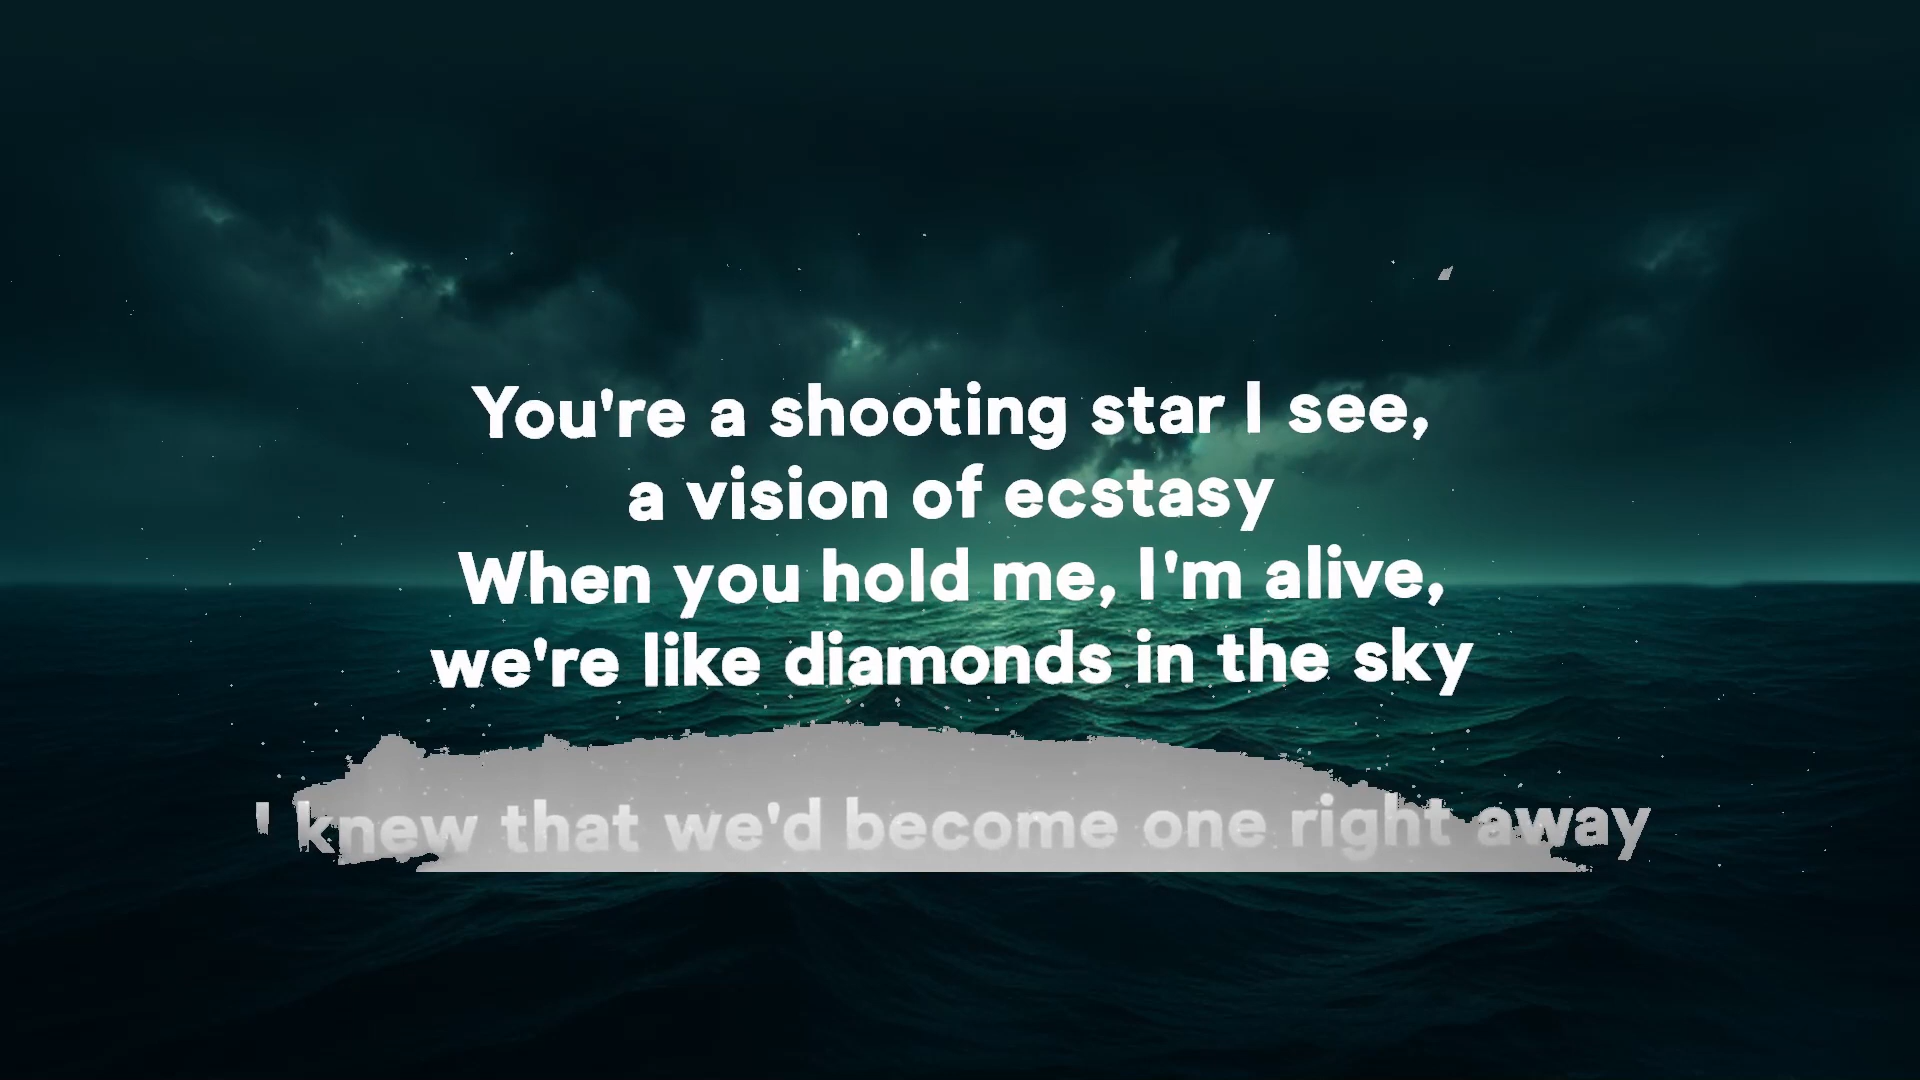 You're a shooting star I see,
a vision of ecstasy
When you hold me, I'm alive,
we're like diamonds in the sky
I knew that we'd become one right away